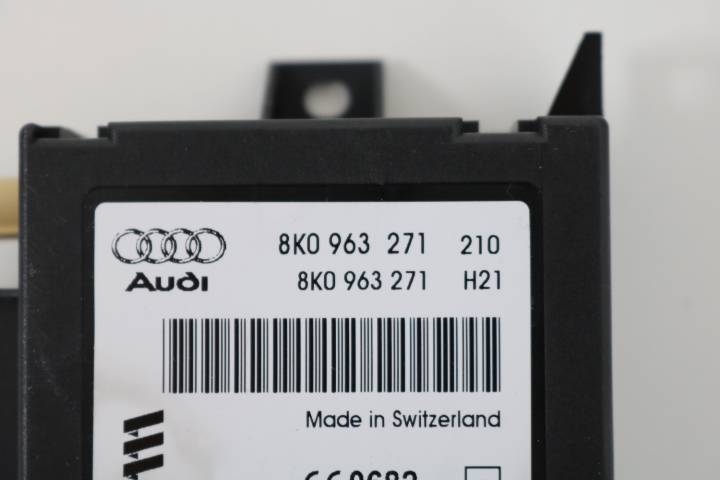 8K0 963 271 210
Audi 8K0 963 271 H21
Made in Switzerland